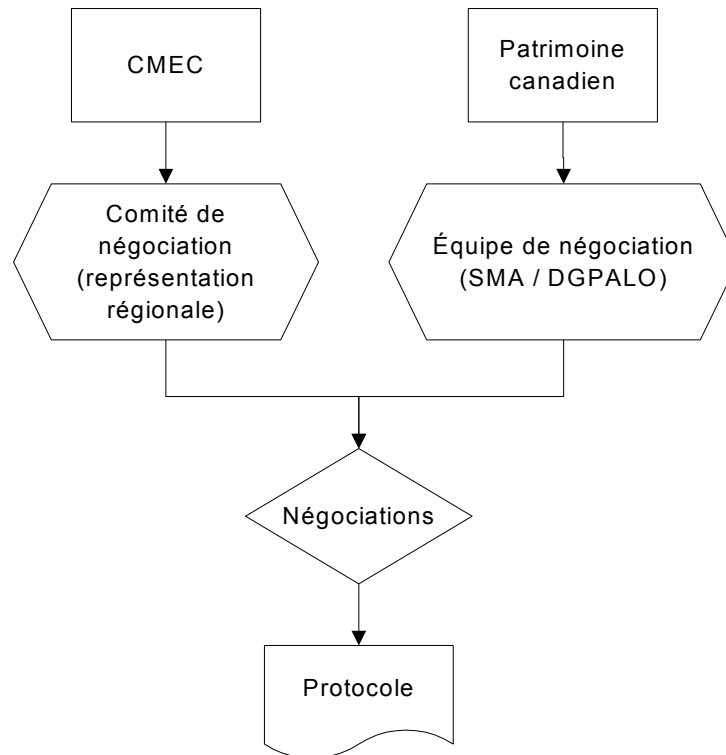 CMEC
Patrimoine
canadien
Comité de
négociation
(représentation
régionale)
Équipe de négociation
(SMA / DGPALO)
Négociations
Protocole